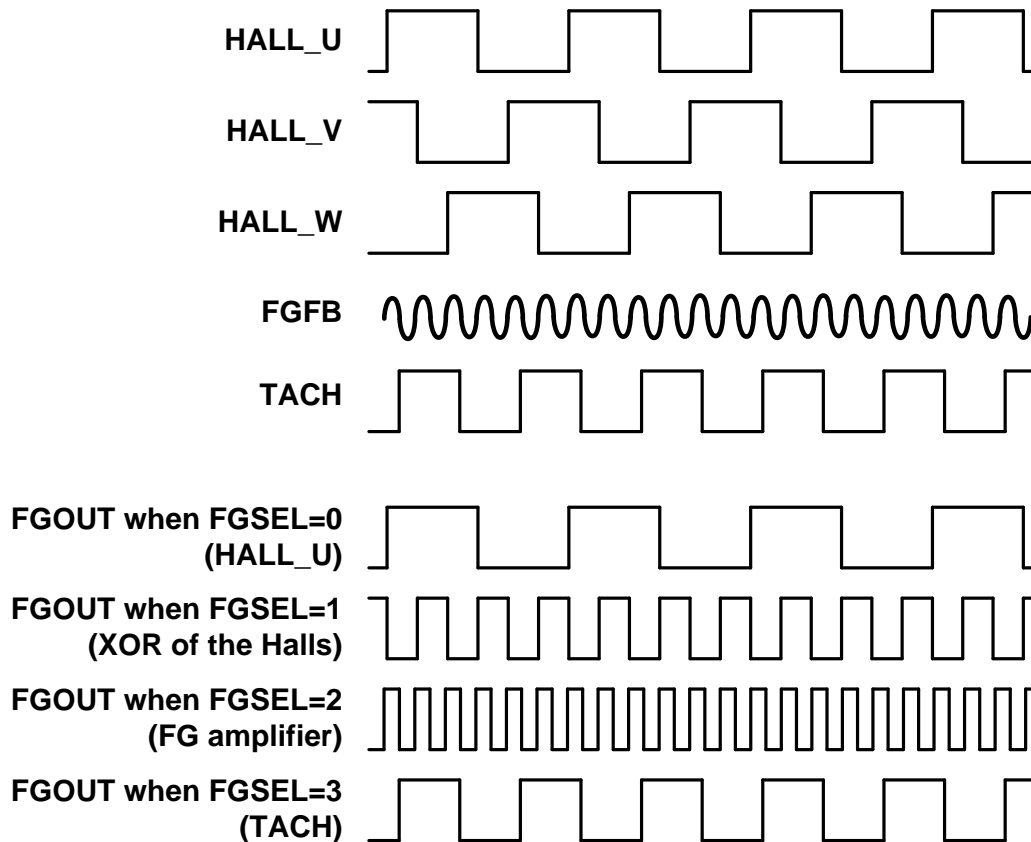 HALL_U
HALL_V
HALL_W
FGFB
TACH
FGOUT when FGSEL=0
(HALL_U)
FGOUT when FGSEL=1
(XOR of the Halls)
FGOUT when FGSEL=2
(FG amplifier)
FGOUT when FGSEL=3
(TACH)